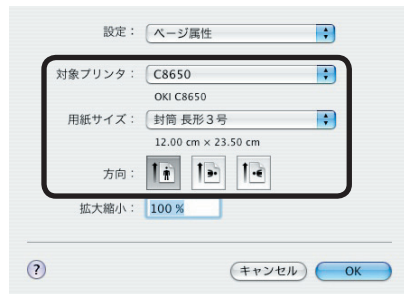 設定： ページ属性
対象プリンタ： C8650
OKI C8650
用紙サイズ： 封筒 長形３号
12.00 cm × 23.50 cm
方向：
拡大縮小： 100 %
? キャンセル OK